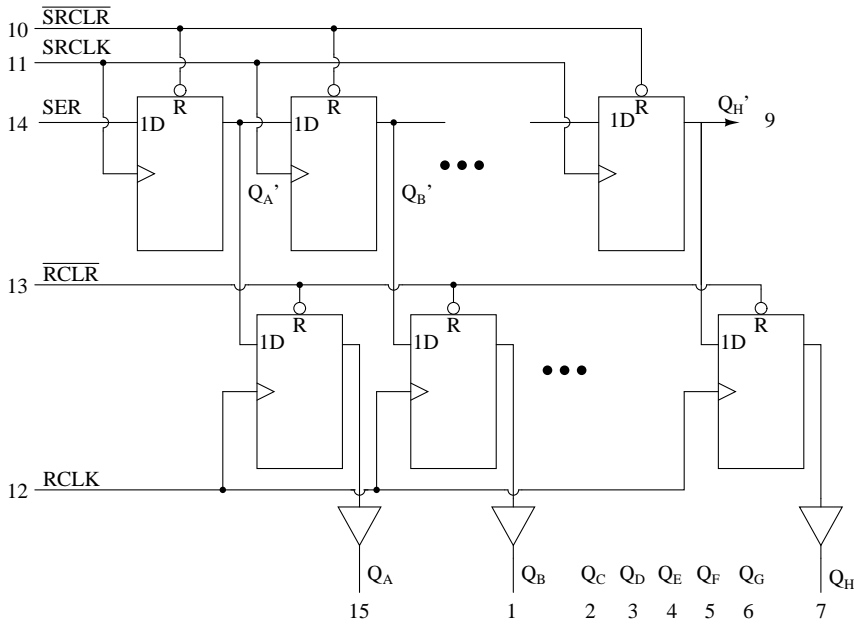 10 SRCLR
11 SRCLK
14 SER
R R R
1D 1D 1D
Q_H' 9
Q_A' Q_B'
13 RCLR
R R R
1D 1D 1D
12 RCLK
Q_A Q_B Q_C Q_D Q_E Q_F Q_G Q_H
15 1 2 3 4 5 6 7